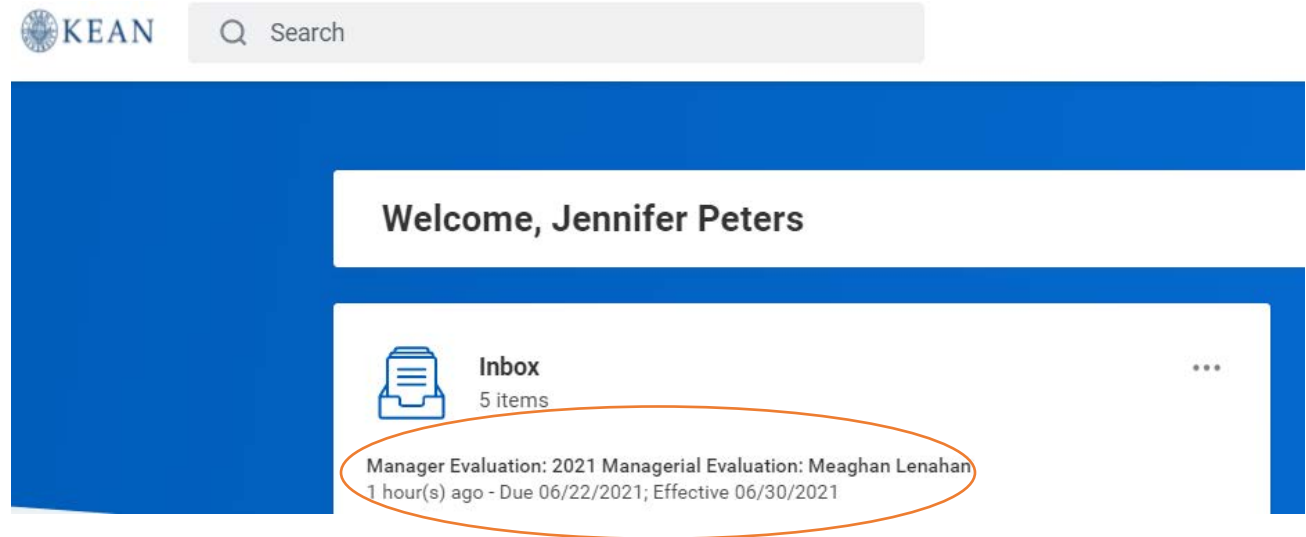 KEAN
Search
Welcome, Jennifer Peters
Inbox
5 items
Manager Evaluation: 2021 Managerial Evaluation: Meaghan Lenahan
1 hour(s) ago - Due 06/22/2021; Effective 06/30/2021